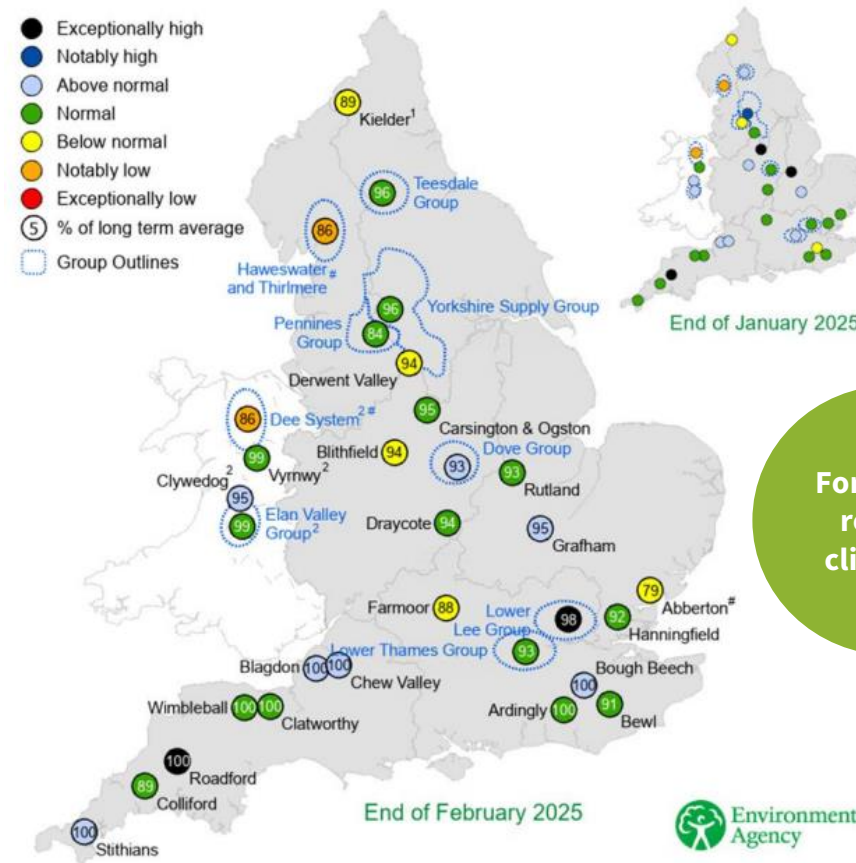 Exceptionally high
Notably high
Above normal
Normal
Below normal
Notably low
Exceptionally low
5 % of long term average
Group Outlines
89
Kielder¹
96
Teesdale
Group
86
Haweswater#
and Thirlmere
96
Yorkshire Supply Group
Pennines
Group
84
94
Derwent Valley
95
Carsington & Ogston
86
Dee System² #
99
Vyrnwy²
Blithfield
94
Dove Group
93
93
Rutland
Clywedog²
95
99
Elan Valley
Group²
Draycote
94
95
Grafham
79
Abberton#
Farmoor
88
Lower
Lee Group
98
92
Hanningfield
Lower Thames Group
93
Blagdon
100
100
Chew Valley
Bough Beech
100
Wimbleball
100
100
Clatworthy
Ardingly
100
91
Bewl
100
Roadford
89
Colliford
100
Stithians
End of February 2025
End of January 2025
For
re
cli
Environment
Agency